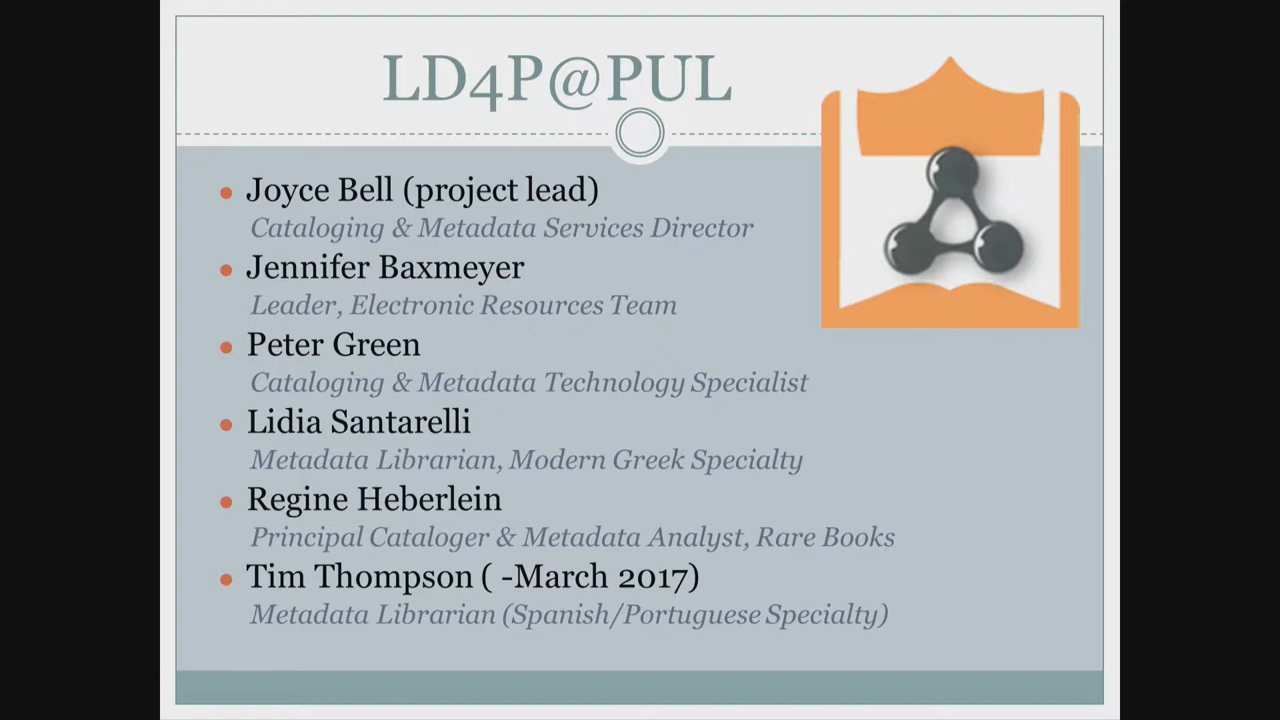 LD4P@PUL
Joyce Bell (project lead)
Cataloging & Metadata Services Director
Jennifer Baxmeyer
Leader, Electronic Resources Team
Peter Green
Cataloging & Metadata Technology Specialist
Lidia Santarelli
Metadata Librarian, Modern Greek Specialty
Regine Heberlein
Principal Cataloger & Metadata Analyst, Rare Books
Tim Thompson ( -March 2017)
Metadata Librarian (Spanish/Portuguese Specialty)